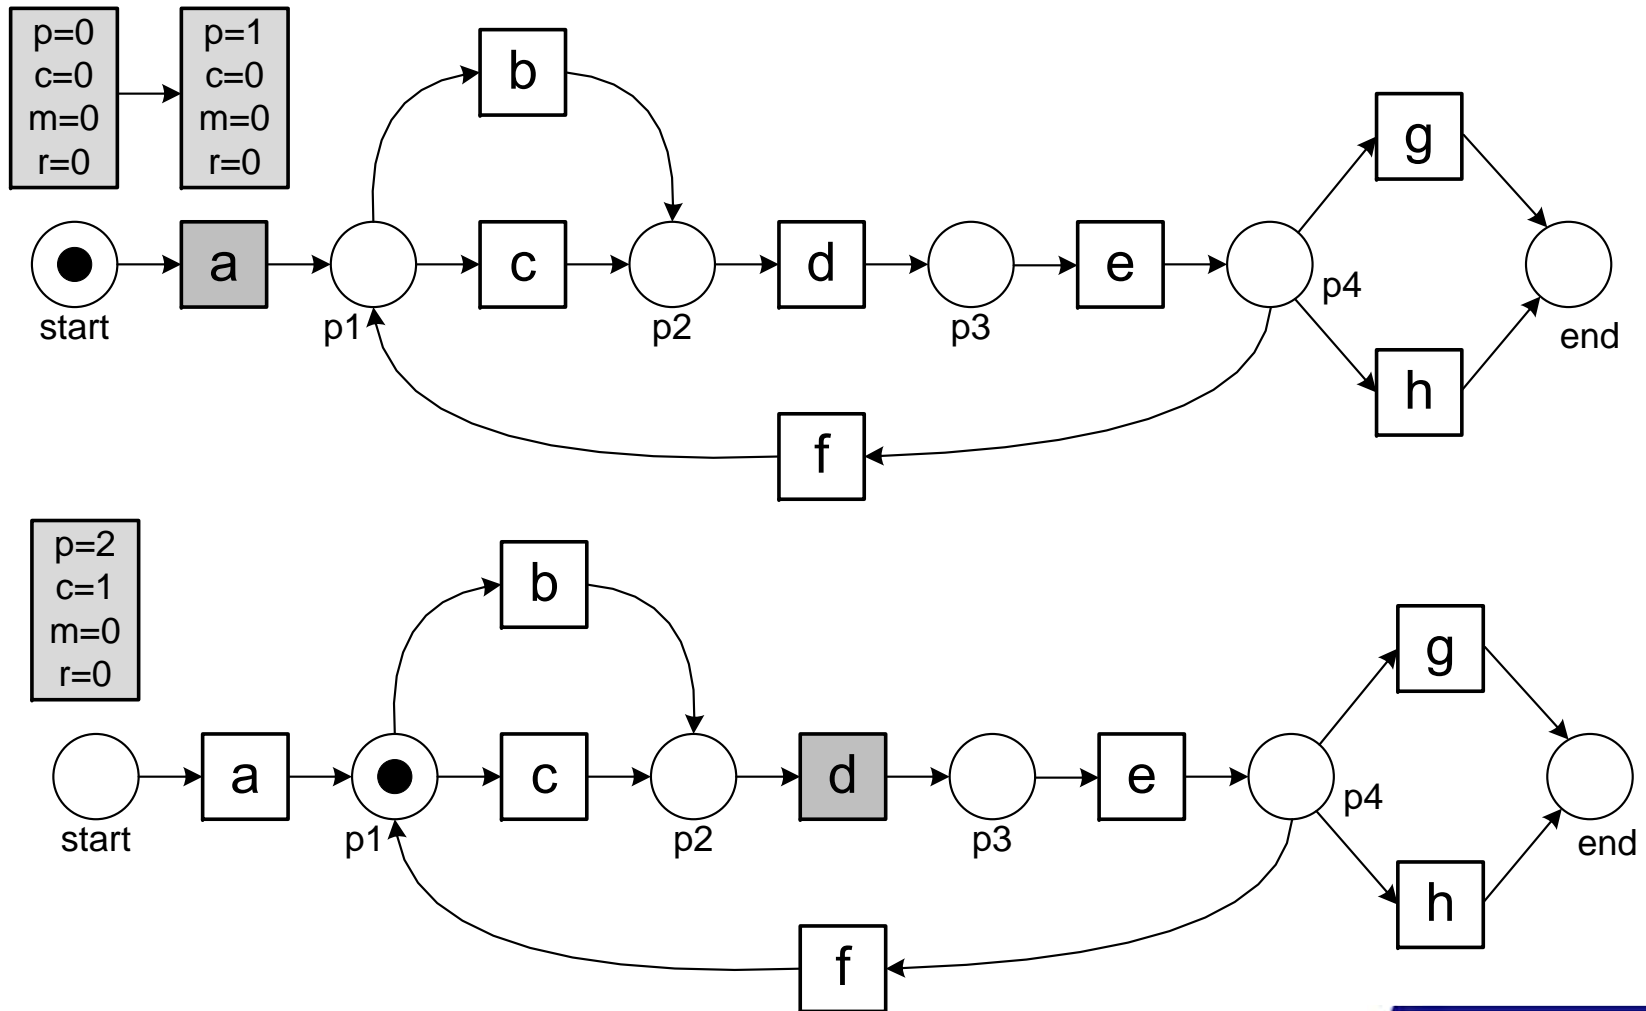 p=0
c=0
m=0
r=0
p=1
c=0
m=0
r=0
b
g
a
c
d
e
start
p1
p2
p3
p4
end
h
f
p=2
c=1
m=0
r=0
b
g
a
c
d
e
start
p1
p2
p3
p4
end
h
f